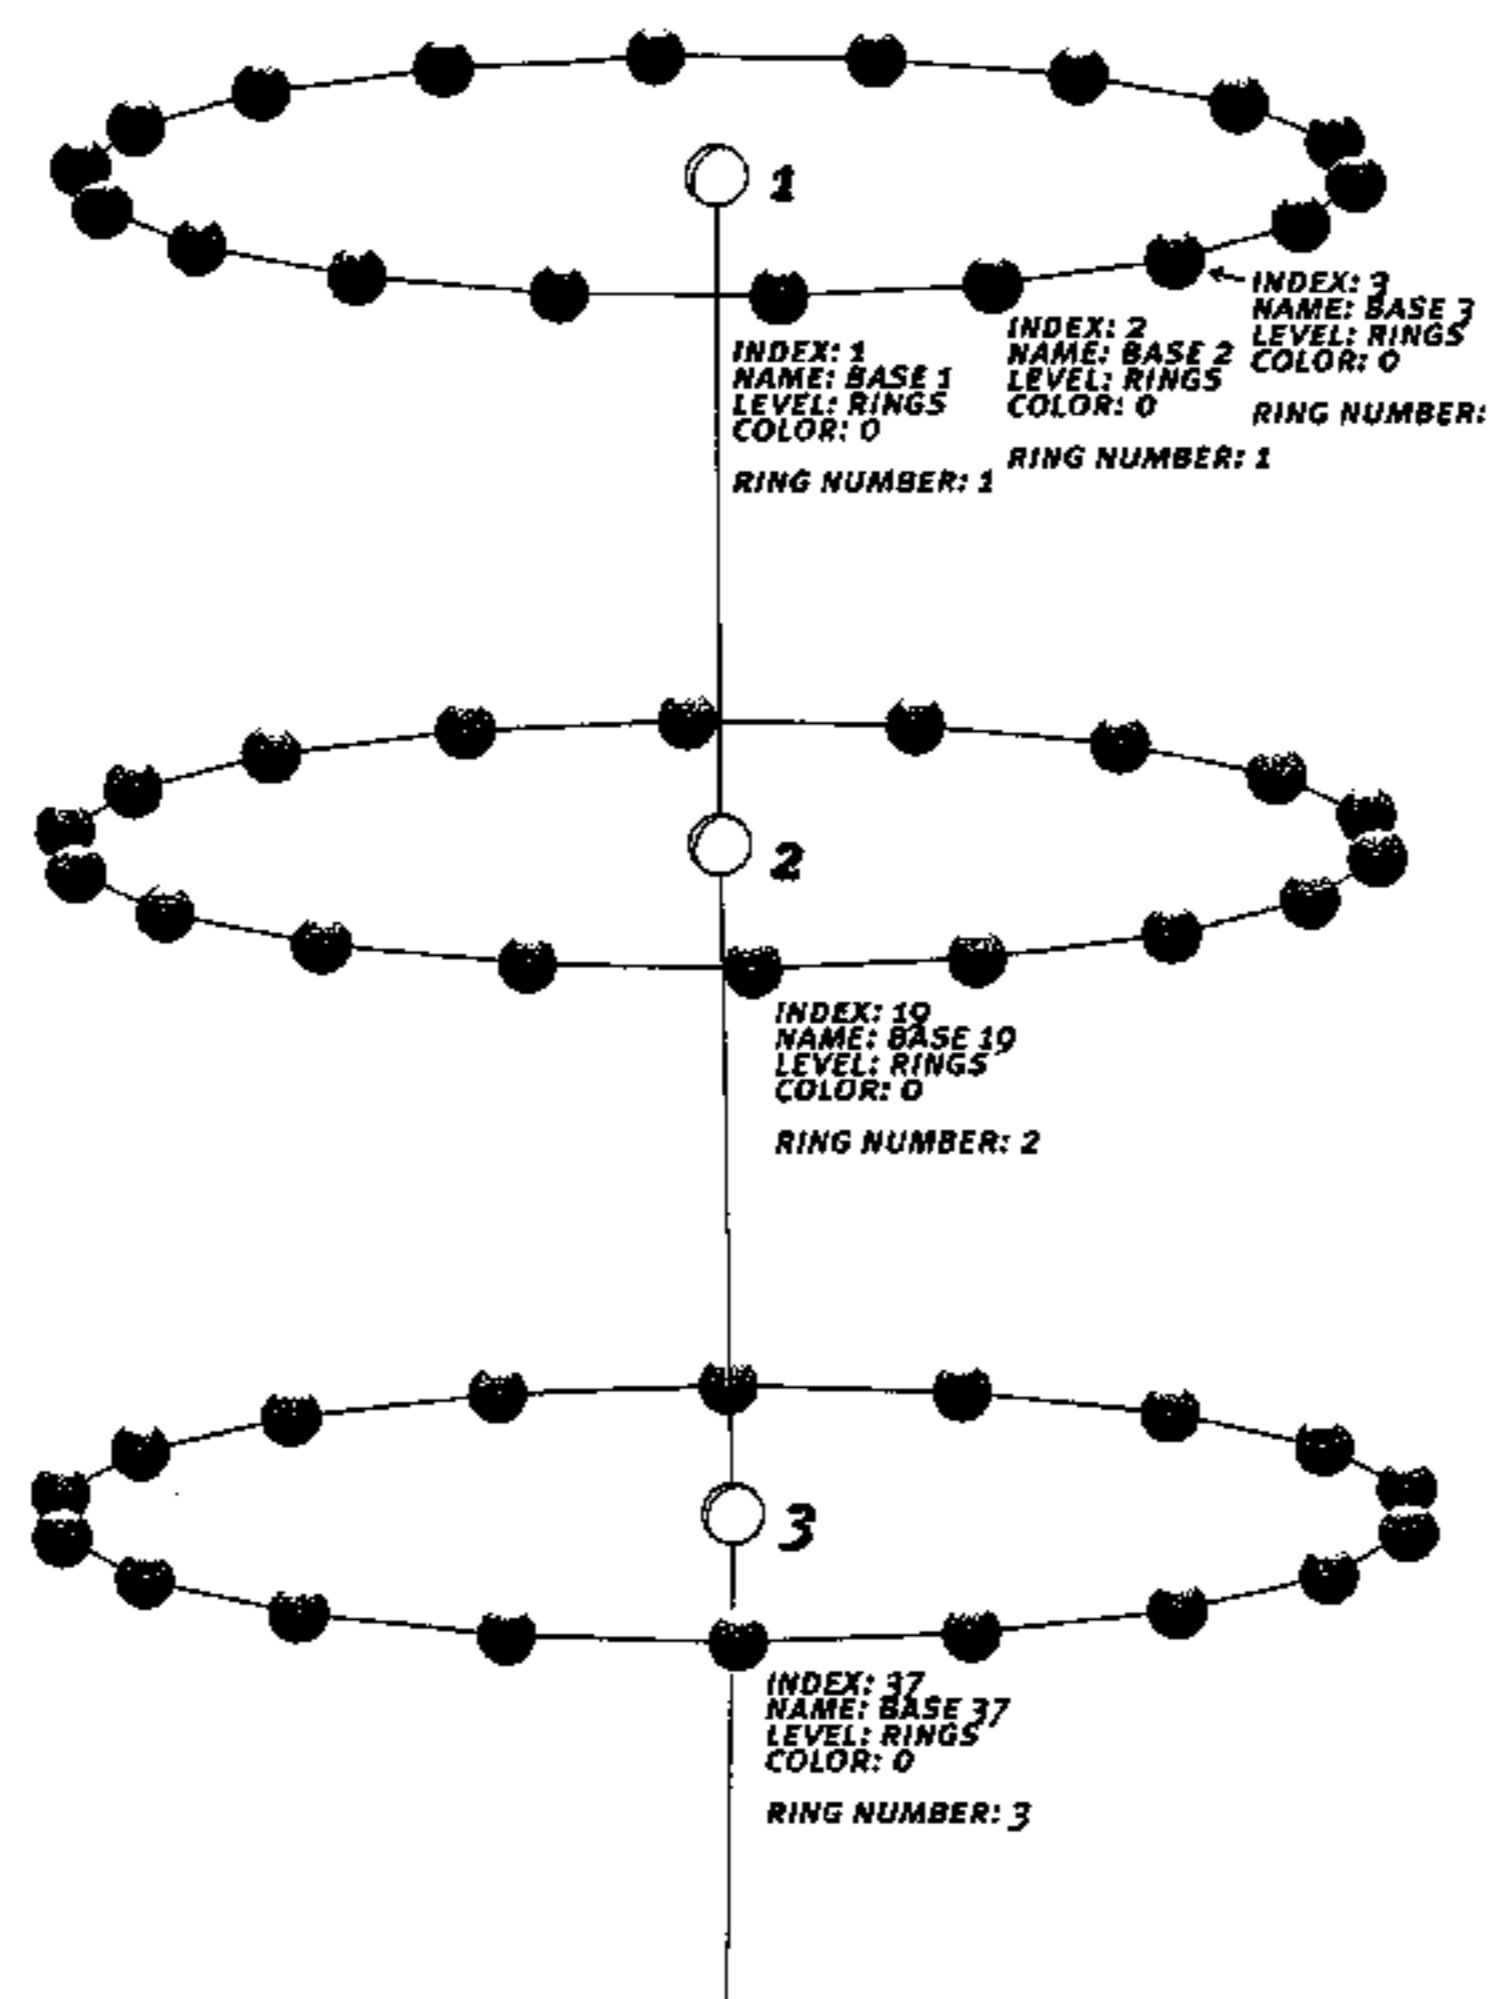 1
INDEX: 1
NAME: BASE 1
LEVEL: RINGS
COLOR: 0
RING NUMBER: 1
INDEX: 2
NAME: BASE 2
LEVEL: RINGS
COLOR: 0
RING NUMBER: 1
INDEX: 3
NAME: BASE 3
LEVEL: RINGS
COLOR: 0
RING NUMBER:
2
INDEX: 19
NAME: BASE 19
LEVEL: RINGS
COLOR: 0
RING NUMBER: 2
3
INDEX: 37
NAME: BASE 37
LEVEL: RINGS
COLOR: 0
RING NUMBER: 3